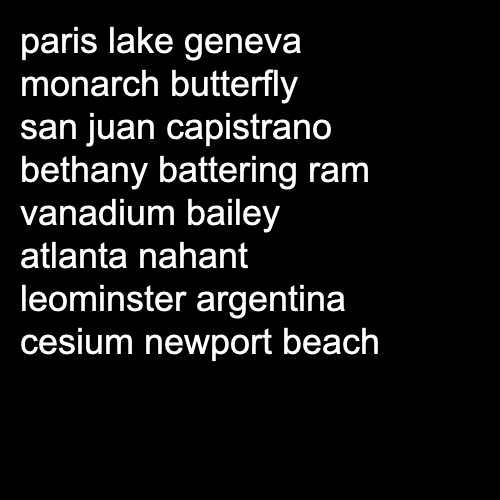 paris lake geneva
monarch butterfly
san juan capistrano
bethany battering ram
vanadium bailey
atlanta nahant
leominster argentina
cesium newport beach